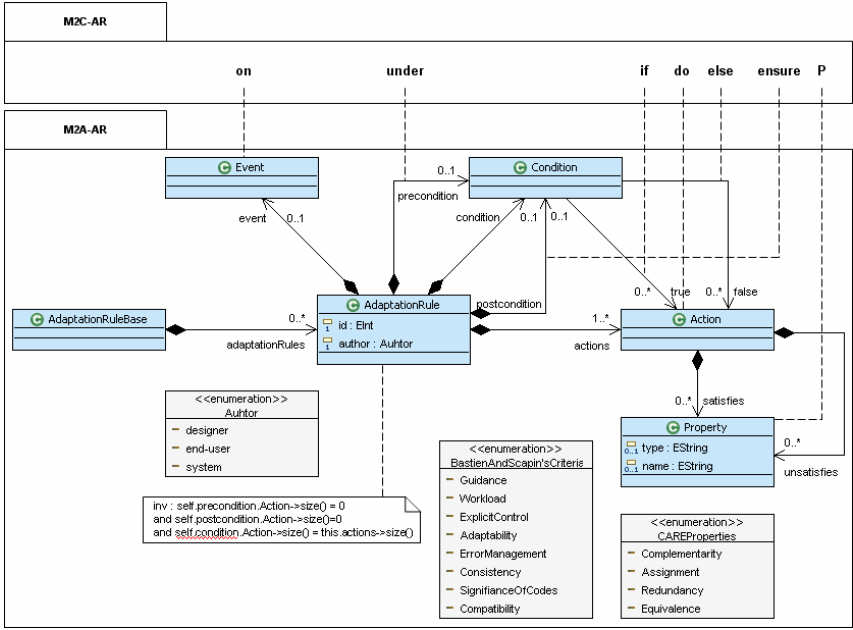 M2C-AR
on
under
if
do
else
ensure
P
M2A-AR
Event
Condition
0..1
precondition
event
0..1
condition
0..1
0..1
AdaptationRuleBase
0..*
adaptationRules
AdaptationRule
id : EInt
author : Auhtor
postcondition
0..*
true
0..*
false
1..*
actions
Action
0..*
satisfies
Property
0..1 type : EString
0..1 name : EString
0..*
unsatisfies
<<enumeration>>
Auhtor
designer
end-user
system
inv : self.precondition.Action->size() = 0
and self.postcondition.Action->size()=0
and self.condition.Action->size() = this.actions->size()
<<enumeration>>
BastienAndScapin'sCriteria
Guidance
Workload
ExplicitControl
Adaptability
ErrorManagement
Consistency
SignifianceOfCodes
Compatibility
<<enumeration>>
CAREProperties
Complementarity
Assignment
Redundancy
Equivalence